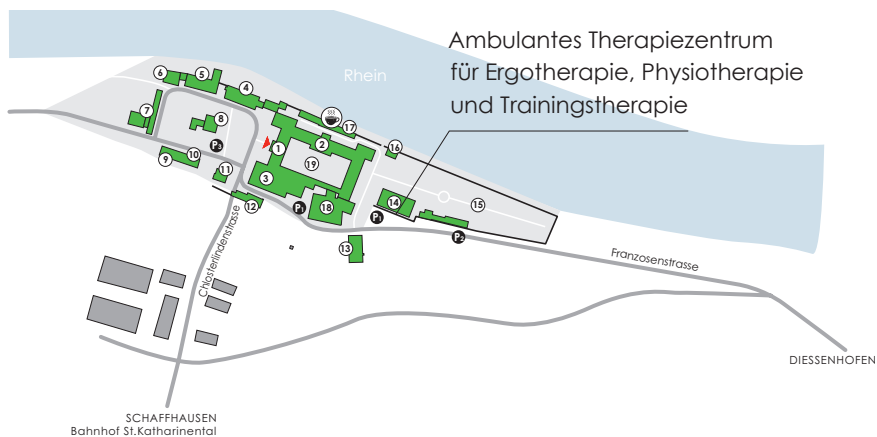 Ambulantes Therapiezentrum
für Ergotherapie, Physiotherapie
und Trainingstherapie
Rhein
6
5
4
7
8
17
16
1
2
P3
19
9
10
3
11
12
P1
18
14
15
P1
P2
13
Chlosterlindenstrasse
Franzosenstrasse
DIESSENHOFEN
SCHAFFHAUSEN
Bahnhof St.Katharinental